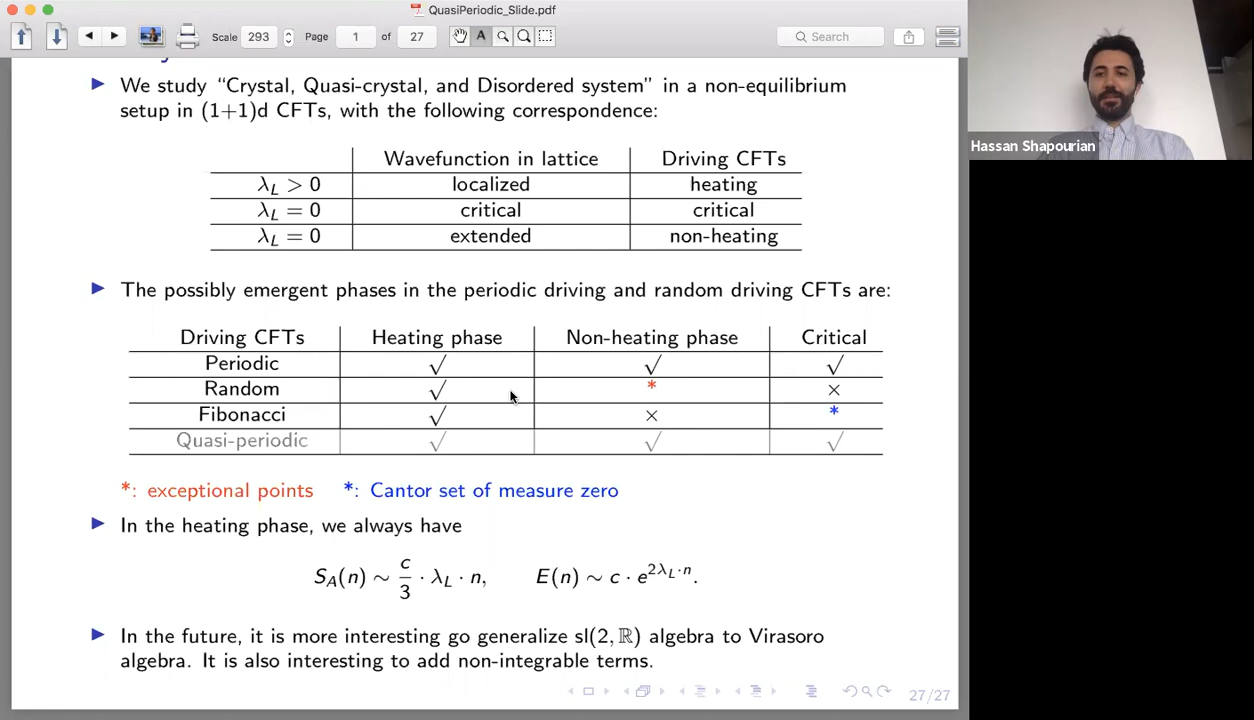 QuasiPeriodic_Slide.pdf
Scale 293 Page 1 of 27 A Search
▶ We study “Crystal, Quasi-crystal, and Disordered system” in a non-equilibrium
setup in (1+1)d CFTs, with the following correspondence:
Wavefunction in lattice Driving CFTs
λ_L > 0 localized heating
λ_L = 0 critical critical
λ_L = 0 extended non-heating
▶ The possibly emergent phases in the periodic driving and random driving CFTs are:
Driving CFTs Heating phase Non-heating phase Critical
Periodic √ √ √
Random √ * ×
Fibonacci √ × *
Quasi-periodic √ √ √
*: exceptional points *: Cantor set of measure zero
▶ In the heating phase, we always have
S_A(n) ∼ c/3 · λ_L · n, E(n) ∼ c · e^{2λ_L·n}.
▶ In the future, it is more interesting go generalize sl(2, ℝ) algebra to Virasoro
algebra. It is also interesting to add non-integrable terms.
27/27
Hassan Shapourian